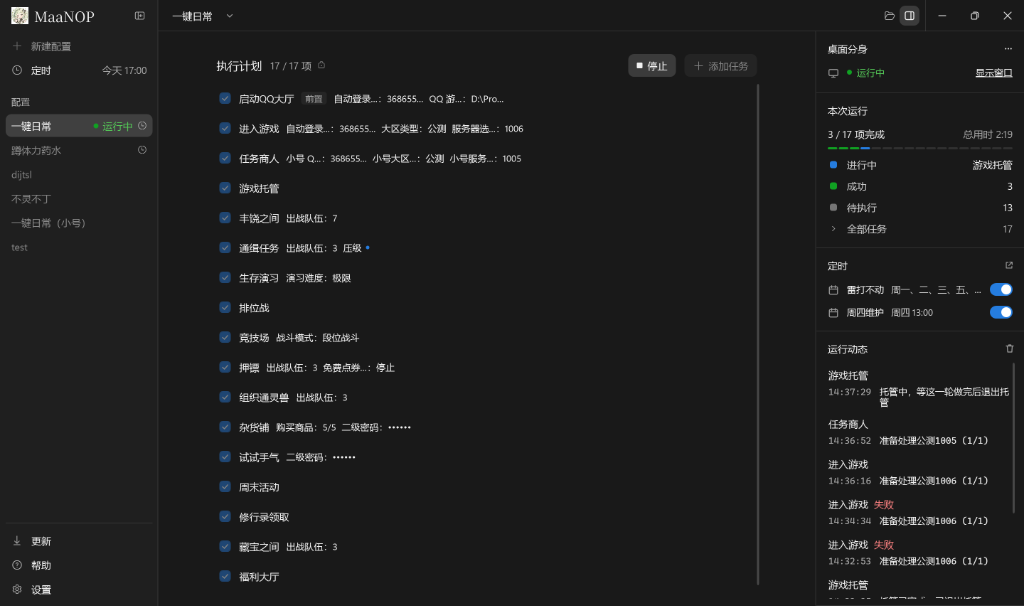 MaaNOP
新建配置
定时 今天 17:00
配置
一键日常 运行中
蹲体力药水
dijtsl
不灵不丁
一键日常（小号）
test
更新
帮助
设置
一键日常
执行计划 17 / 17 项
停止
添加任务
启动QQ大厅 前置 自动登录...: 368655... QQ 游...: D:\Pro...
进入游戏 自动登录...: 368655... 大区类型: 公测 服务器选...: 1006
任务商人 小号 Q...: 368655... 小号大区...: 公测 小号服务...: 1005
游戏托管
丰饶之间 出战队伍: 7
通缉任务 出战队伍: 3 压级
生存演习 演习难度: 极限
排位战
竞技场 战斗模式: 段位战斗
押镖 出战队伍: 3 免费点券...: 停止
组织通灵兽 出战队伍: 3
杂货铺 购买商品: 5/5 二级密码: ••••••
试试手气 二级密码: ••••••
周末活动
修行录领取
藏宝之间 出战队伍: 3
福利大厅
桌面分身
运行中 显示窗口
本次运行
3 / 17 项完成 总用时 2:19
进行中 游戏托管
成功 3
待执行 13
全部任务 17
定时
雷打不动 周一、二、三、五、...
周四维护 周四 13:00
运行动态
游戏托管
14:37:29 托管中, 等这一轮做完后退出托
管
任务商人
14:36:52 准备处理公测1005 (1/1)
进入游戏
14:36:16 准备处理公测1006 (1/1)
进入游戏 失败
14:34:34 准备处理公测1006 (1/1)
进入游戏 失败
14:32:53 准备处理公测1006 (1/1)
游戏托管